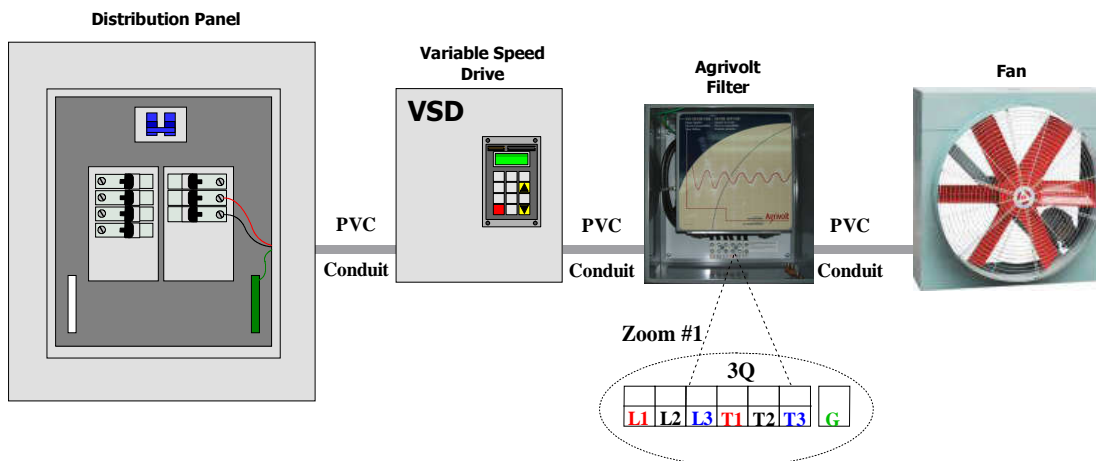 Distribution Panel
Variable Speed
Drive
Agrivolt
Filter
Fan
VSD
Agrivolt
PVC
Conduit
PVC
Conduit
PVC
Conduit
Zoom #1
3Q
L1 L2 L3 T1 T2 T3 G